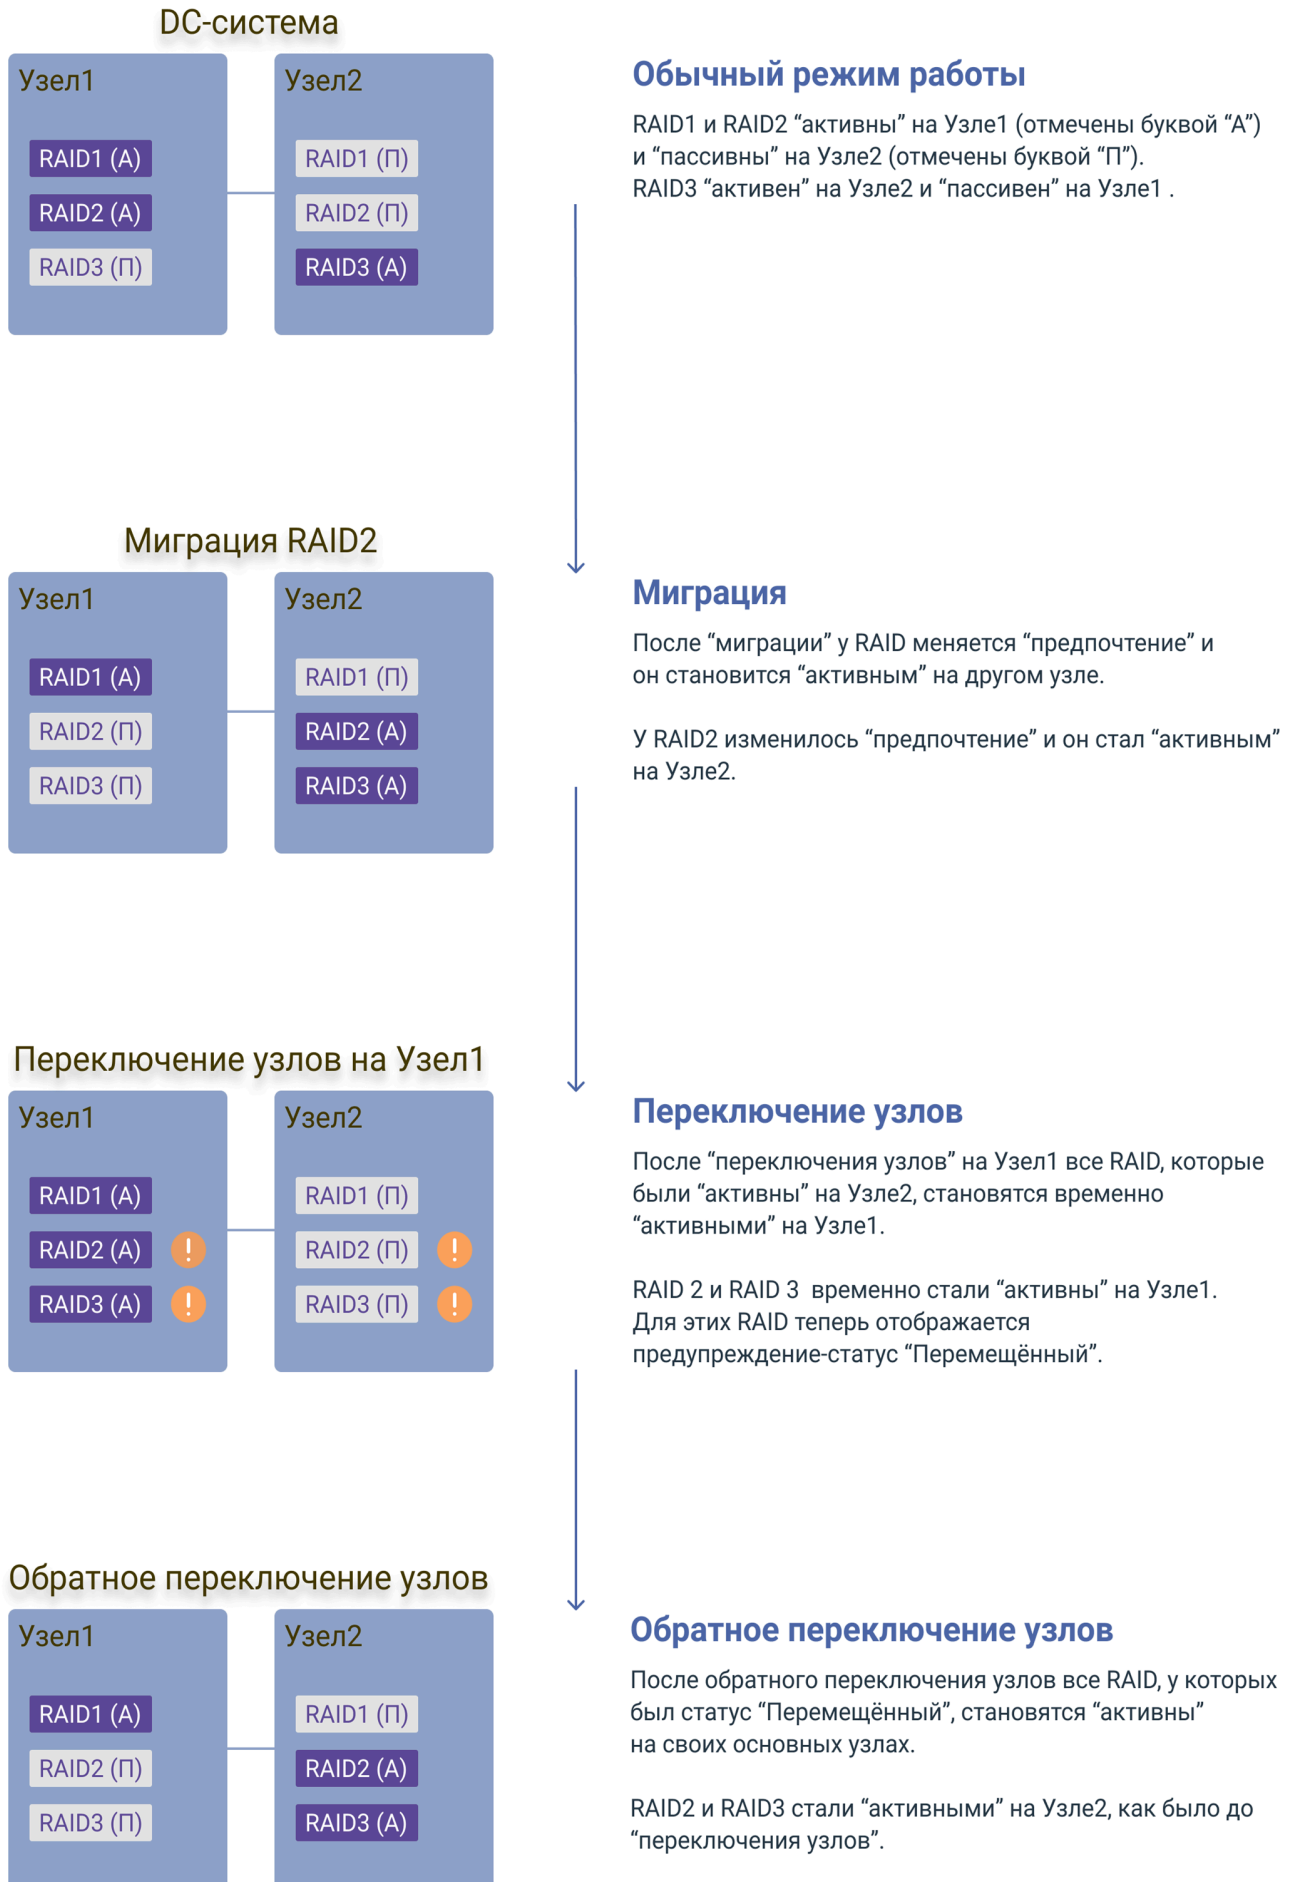 DC-система
Узел1
Узел2
RAID1 (А)
RAID2 (А)
RAID3 (П)
RAID1 (П)
RAID2 (П)
RAID3 (А)
Обычный режим работы
RAID1 и RAID2 “активны” на Узле1 (отмечены буквой “А”)
и “пассивны” на Узле2 (отмечены буквой “П”).
RAID3 “активен” на Узле2 и “пассивен” на Узле1 .
Миграция RAID2
Узел1
Узел2
RAID1 (А)
RAID2 (П)
RAID3 (П)
RAID1 (П)
RAID2 (А)
RAID3 (А)
Миграция
После “миграции” у RAID меняется “предпочтение” и
он становится “активным” на другом узле.
У RAID2 изменилось “предпочтение” и он стал “активным”
на Узле2.
Переключение узлов на Узел1
Узел1
Узел2
RAID1 (А)
RAID2 (А) !
RAID3 (А) !
RAID1 (П)
RAID2 (П) !
RAID3 (П) !
Переключение узлов
После “переключения узлов” на Узел1 все RAID, которые
были “активны” на Узле2, становятся временно
“активными” на Узле1.
RAID 2 и RAID 3  временно стали “активны” на Узле1.
Для этих RAID теперь отображается
предупреждение-статус “Перемещённый”.
Обратное переключение узлов
Узел1
Узел2
RAID1 (А)
RAID2 (П)
RAID3 (П)
RAID1 (П)
RAID2 (А)
RAID3 (А)
Обратное переключение узлов
После обратного переключения узлов все RAID, у которых
был статус “Перемещённый”, становятся “активны”
на своих основных узлах.
RAID2 и RAID3 стали “активными” на Узле2, как было до
“переключения узлов”.